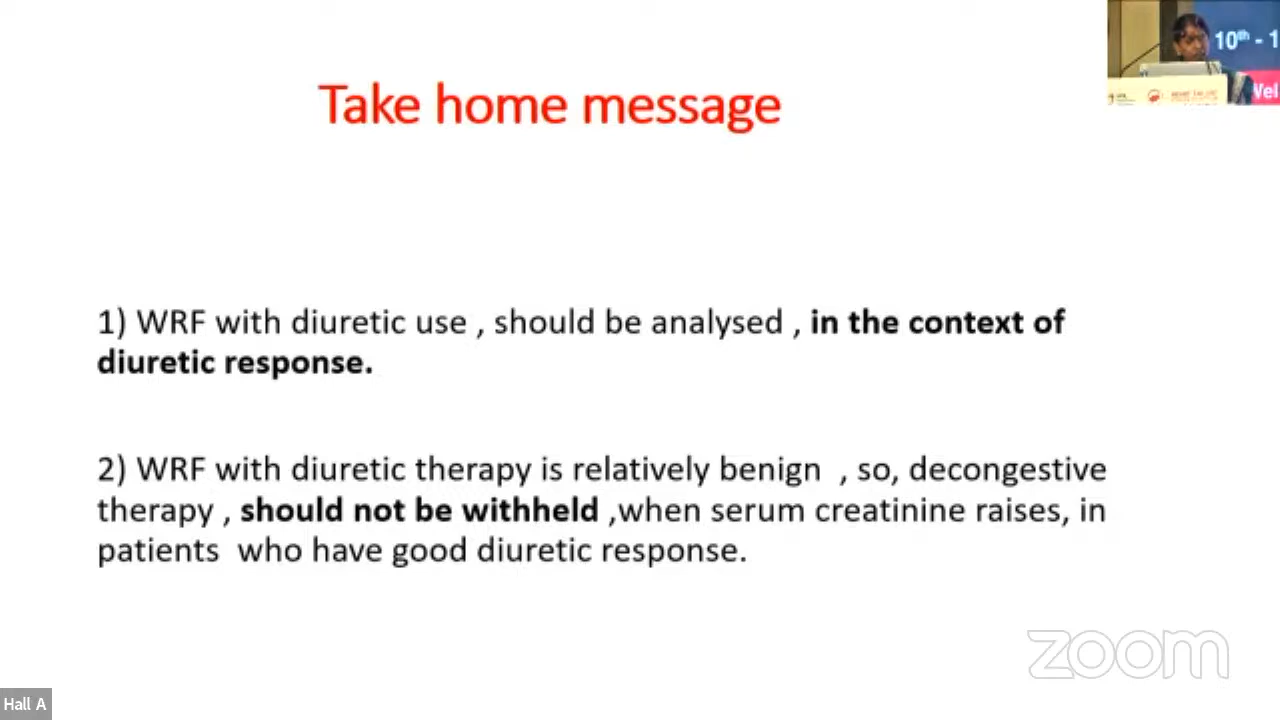 10th - 1
Take home message
Wel
1) WRF with diuretic use , should be analysed , in the context of
diuretic response.
2) WRF with diuretic therapy is relatively benign , so, decongestive
therapy , should not be withheld ,when serum creatinine raises, in
patients who have good diuretic response.
zoom
Hall A